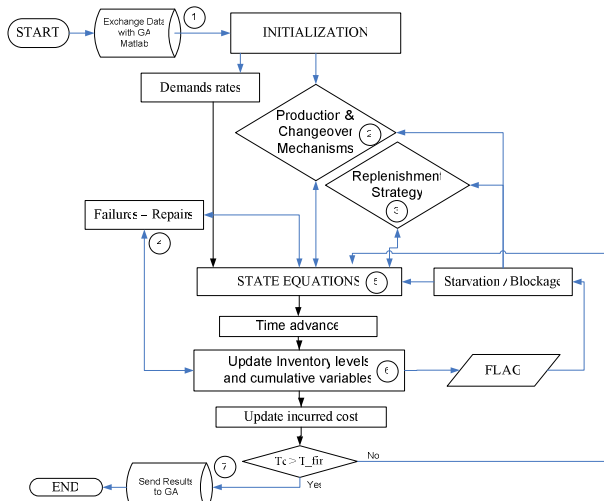 START
Exchange Data
with GA
Matlab
1
INITIALIZATION
Demands rates
Production &
Changeover
Mechanisms
2
Replenishment
Strategy
3
Failures – Repairs
4
STATE EQUATIONS
5
Starvation / Blockage
Time advance
Update Inventory levels
and cumulative variables
6
FLAG
Update incurred cost
Tc > T_fin
No
Yes
7
Send Results
to GA
END